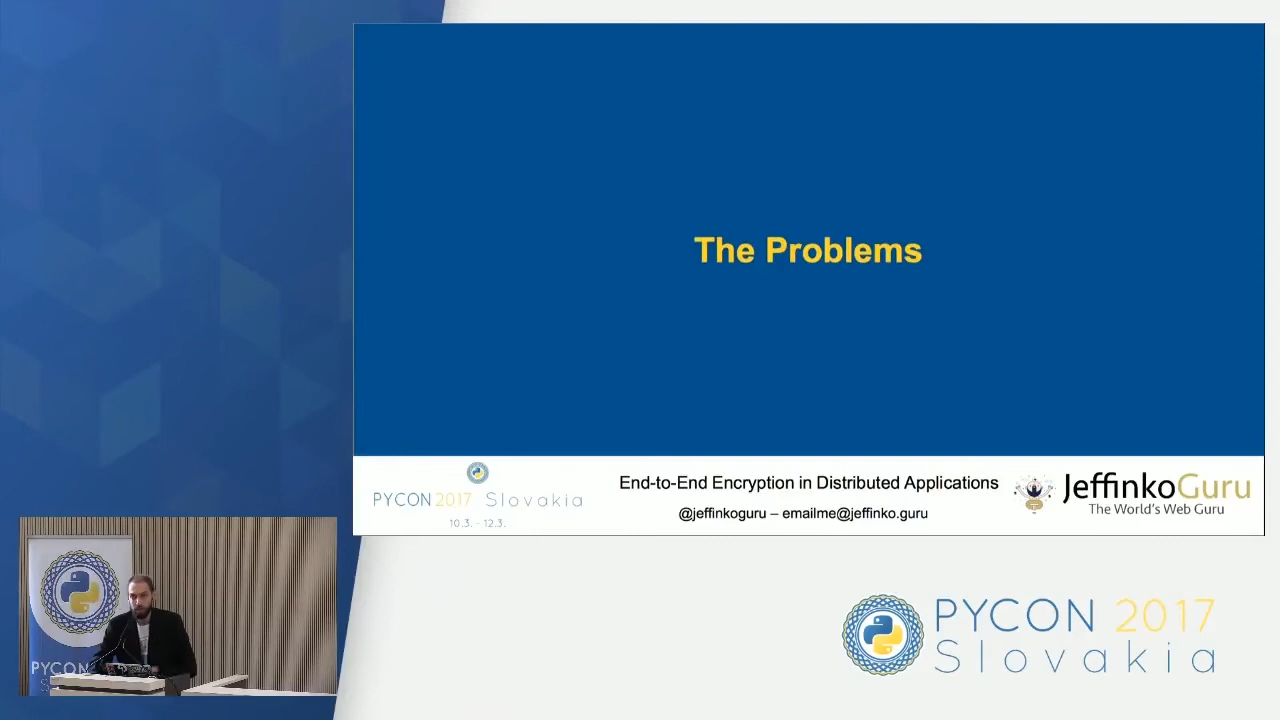 The Problems
PYCON 2017 Slovakia
10.3. - 12.3.
End-to-End Encryption in Distributed Applications
@jeffinkoguru – emailme@jeffinko.guru
JeffinkoGuru
The World's Web Guru
PYCON
PYCON 2017
Slovakia